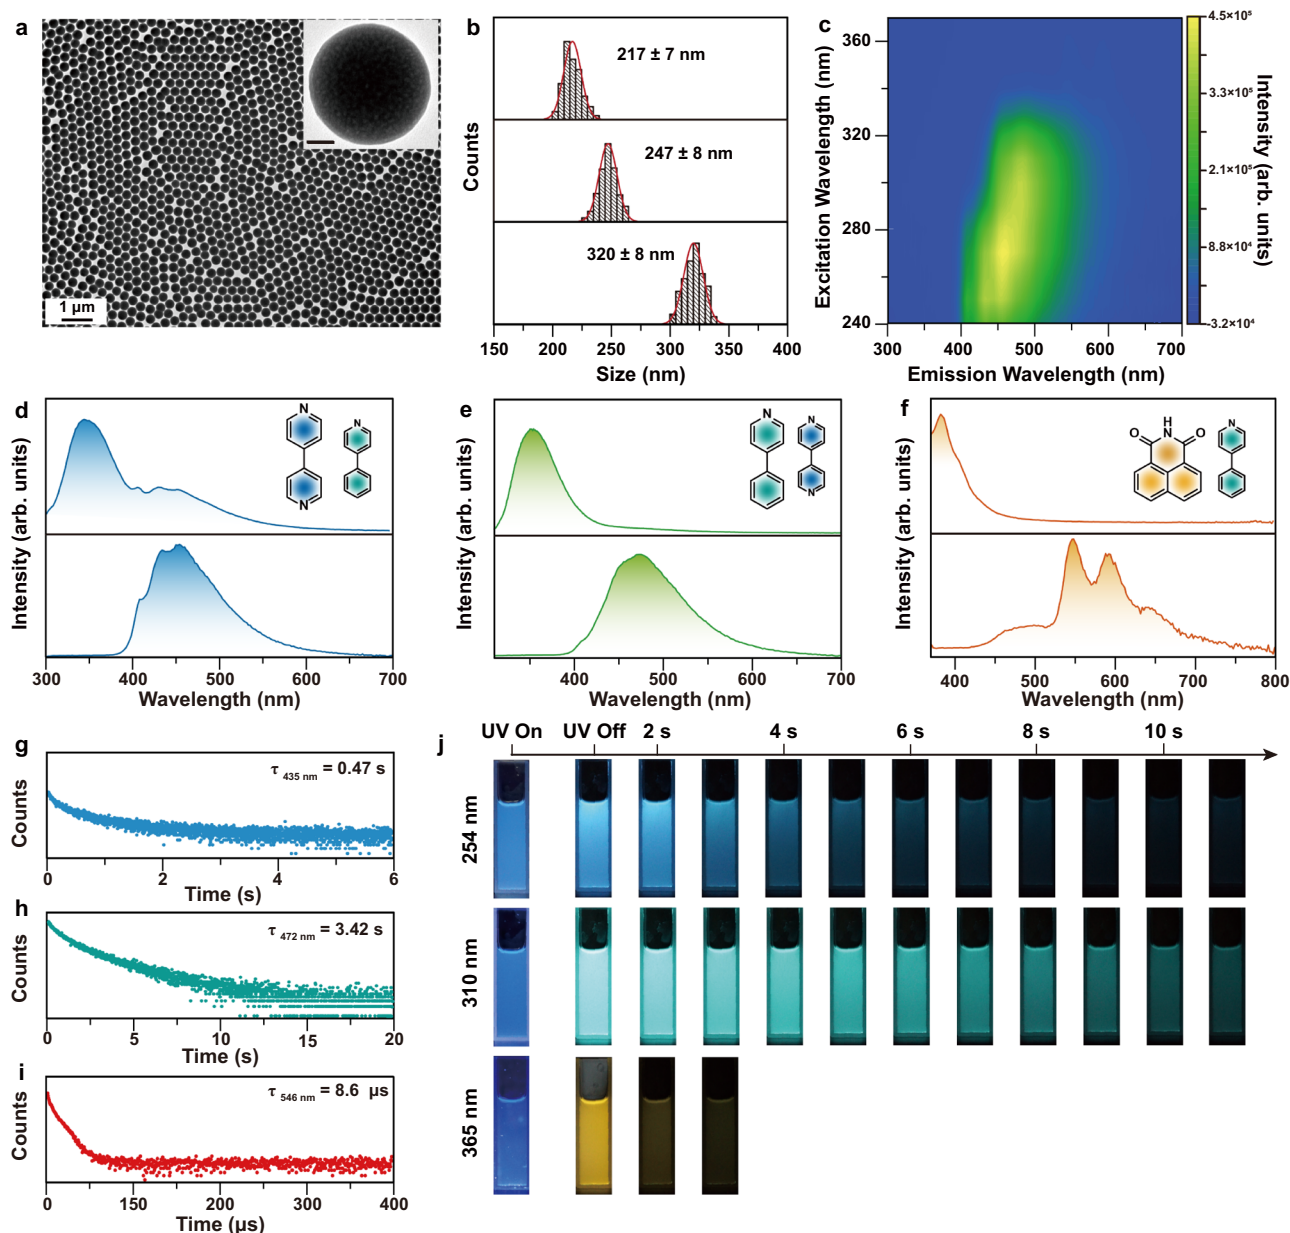 a
1 μm
b
217 ± 7 nm
247 ± 8 nm
320 ± 8 nm
Counts
150 200 250 300 350 400
Size (nm)
c
360
320
280
240
Excitation Wavelength (nm)
300 400 500 600 700
Emission Wavelength (nm)
4.5×10⁵
3.3×10⁵
2.1×10⁵
8.8×10⁴
-3.2×10⁴
Intensity (arb. units)
d
N
N
N
Intensity (arb. units)
300 400 500 600 700
Wavelength (nm)
e
N
N
N
Intensity (arb. units)
400 500 600 700
Wavelength (nm)
f
H
N
O O
N
Intensity (arb. units)
400 500 600 700 800
Wavelength (nm)
g
τ 435 nm = 0.47 s
Counts
0 2 4 6
Time (s)
h
τ 472 nm = 3.42 s
Counts
0 5 10 15 20
Time (s)
i
τ 546 nm = 8.6 μs
Counts
0 150 200 300 400
Time (μs)
j
UV On UV Off 2 s 4 s 6 s 8 s 10 s
254 nm
310 nm
365 nm